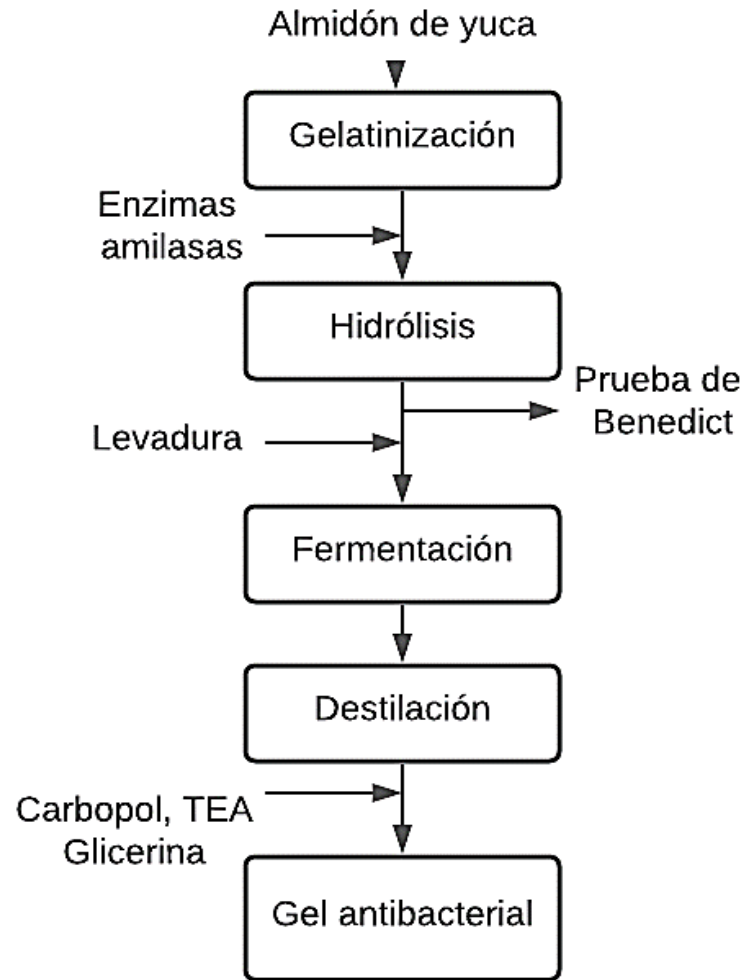 Almidón de yuca
Gelatinización
Enzimas
amilasas
Hidrólisis
Prueba de
Benedict
Levadura
Fermentación
Destilación
Carbopol, TEA
Glicerina
Gel antibacterial